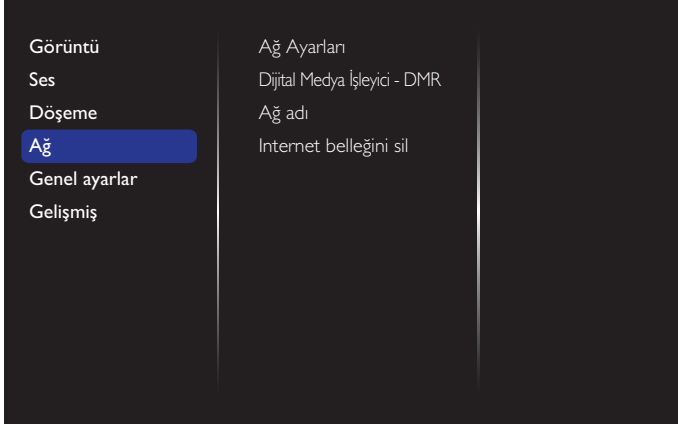 Görüntü
Ses
Döşeme
Ağ
Genel ayarlar
Gelişmiş
Ağ Ayarları
Dijital Medya İşleyici - DMR
Ağ adı
Internet belleğini sil